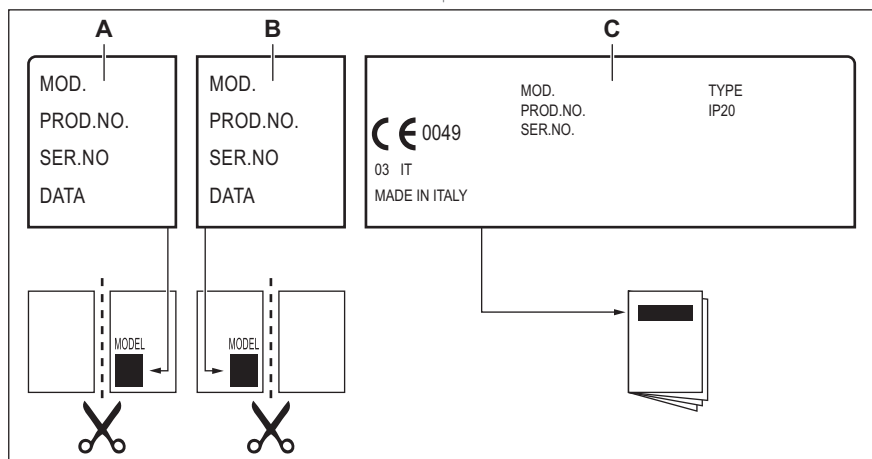 A
B
C
MOD.
PROD.NO.
SER.NO
DATA
MOD.
PROD.NO.
SER.NO
DATA
MOD.
PROD.NO.
SER.NO.
TYPE
IP20
CE 0049
03 IT
MADE IN ITALY
MODEL
MODEL